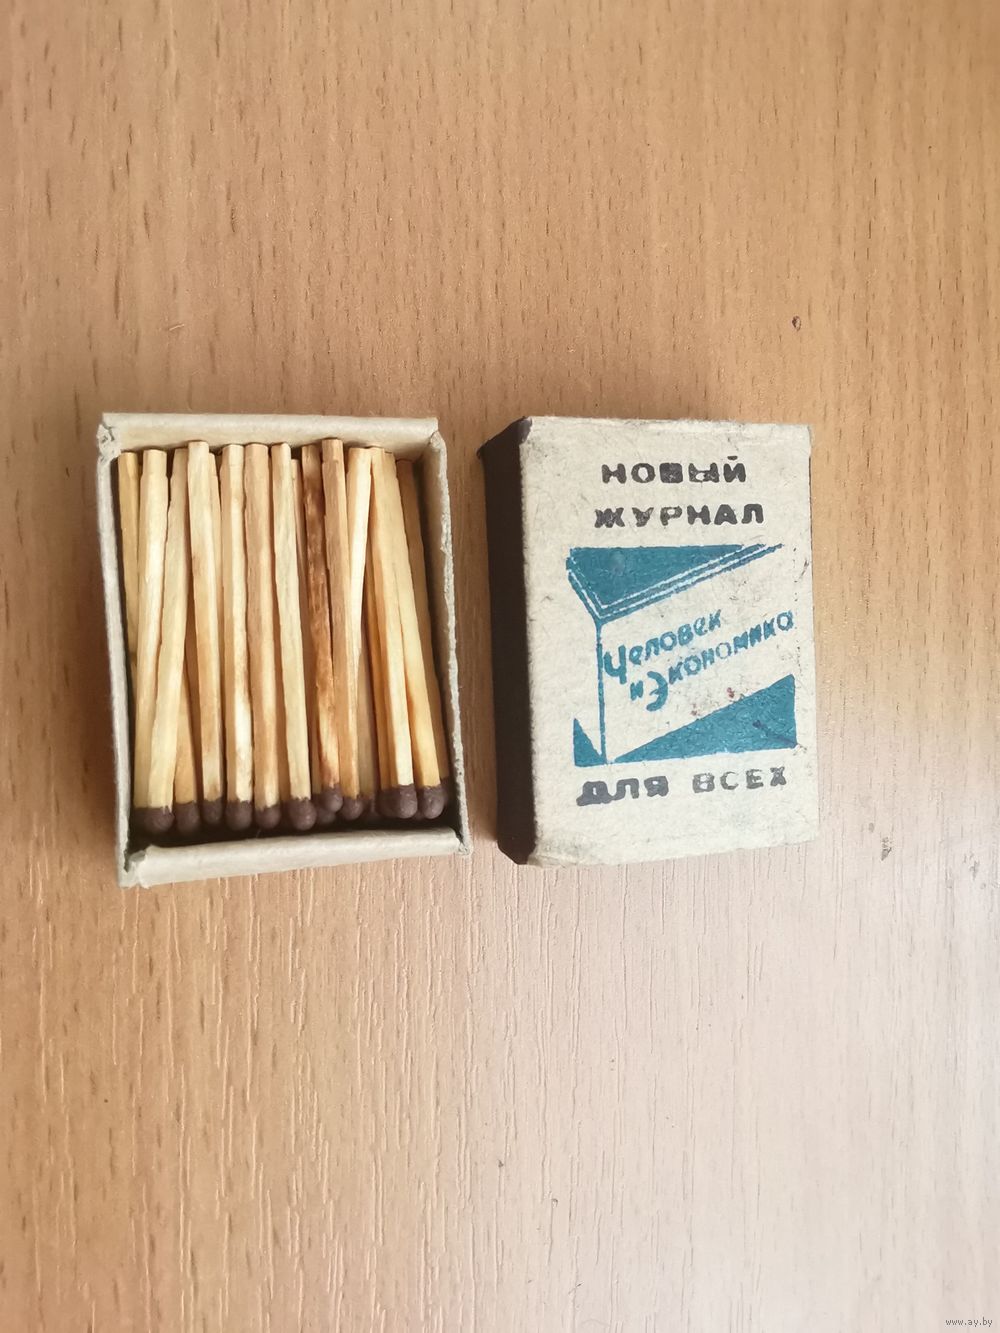 НОВЫЙ
ЖУРНАЛ
Человек
и Экономика
ДЛЯ ВСЕХ
www.ay.by